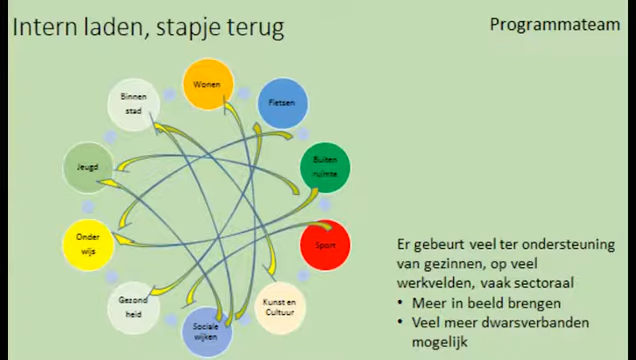 Intern laden, stapje terug
Programmateam
Wonen
Binnen
stad
Fietsen
Jeugd
Buiten
ruimte
Onder
wijs
Sport
Gezond
heid
Kunst en
Cultuur
Sociale
wijken
Er gebeurt veel ter ondersteuning
van gezinnen, op veel
werkvelden, vaak sectoraal
• Meer in beeld brengen
• Veel meer dwarsverbanden
mogelijk